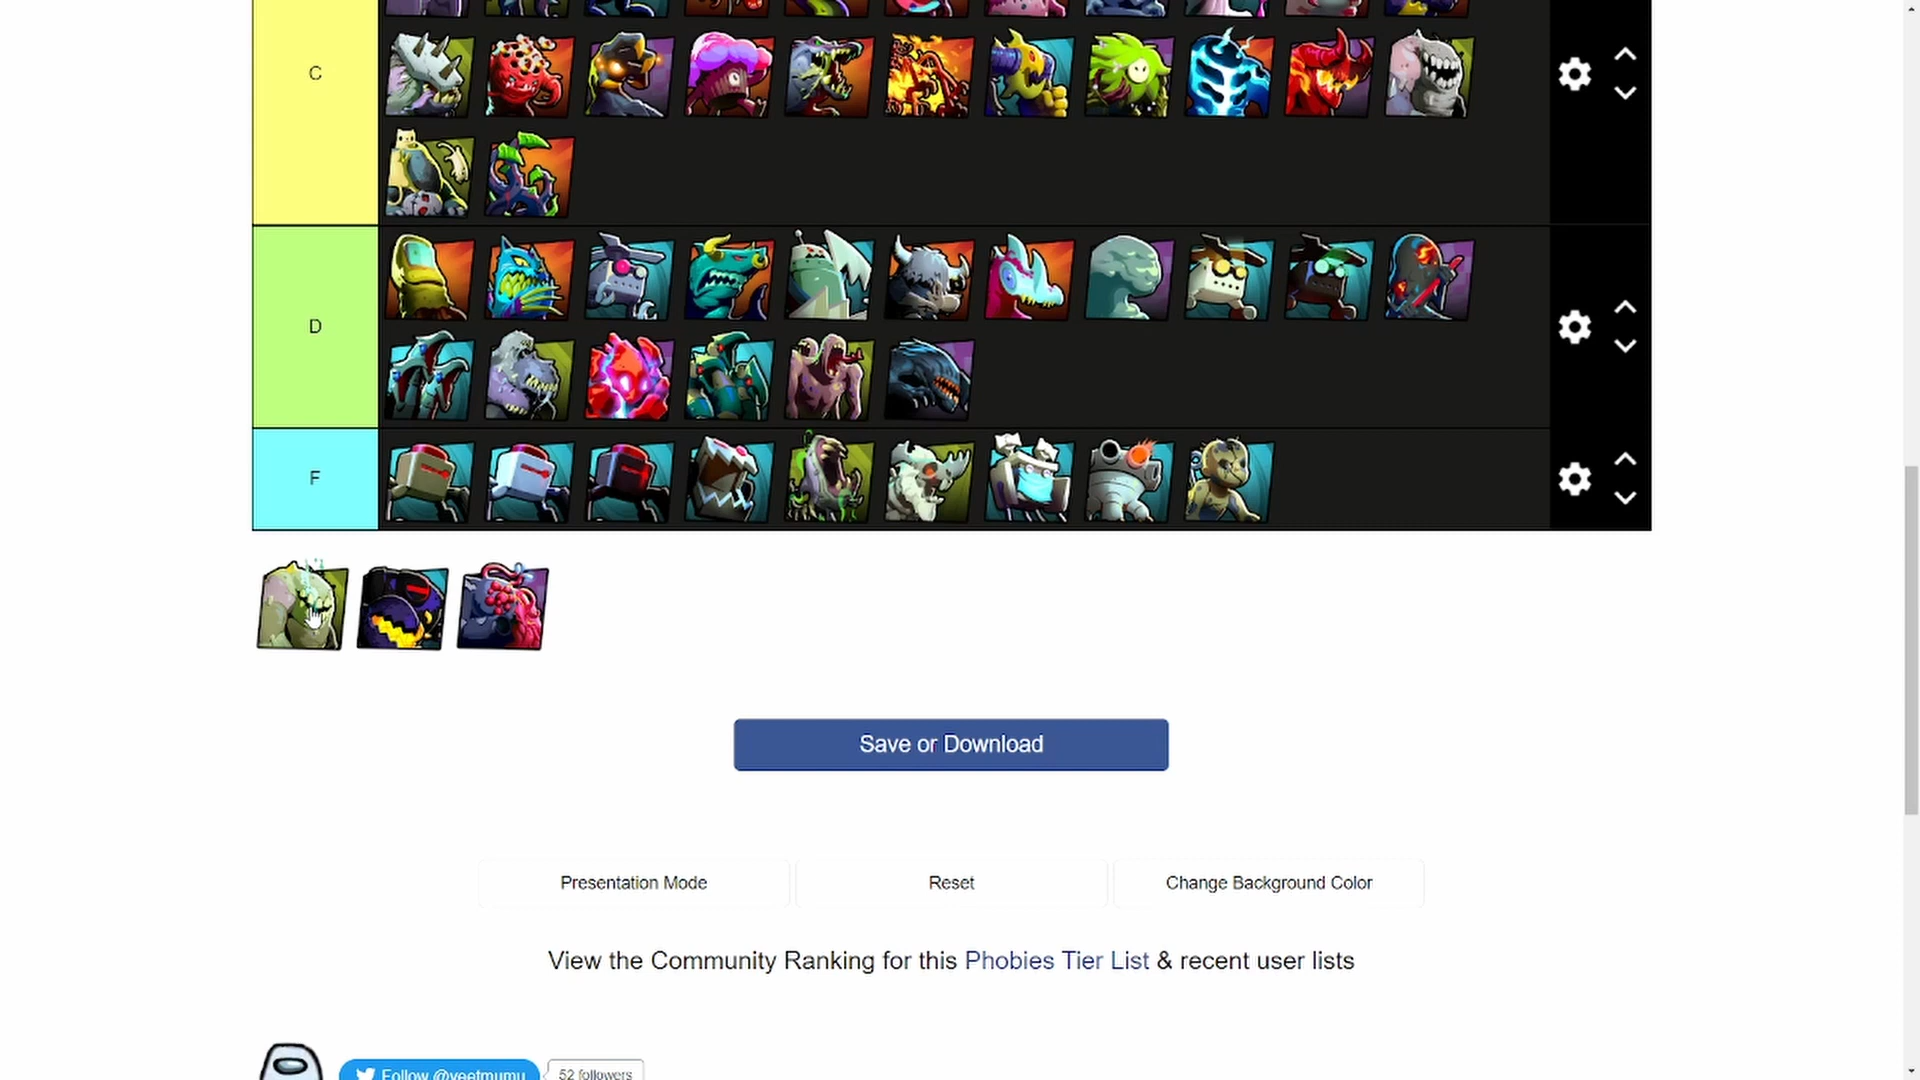 C
D
F
Save or Download
Presentation Mode
Reset
Change Background Color
View the Community Ranking for this Phobies Tier List & recent user lists
Follow @yeetmumu
52 followers